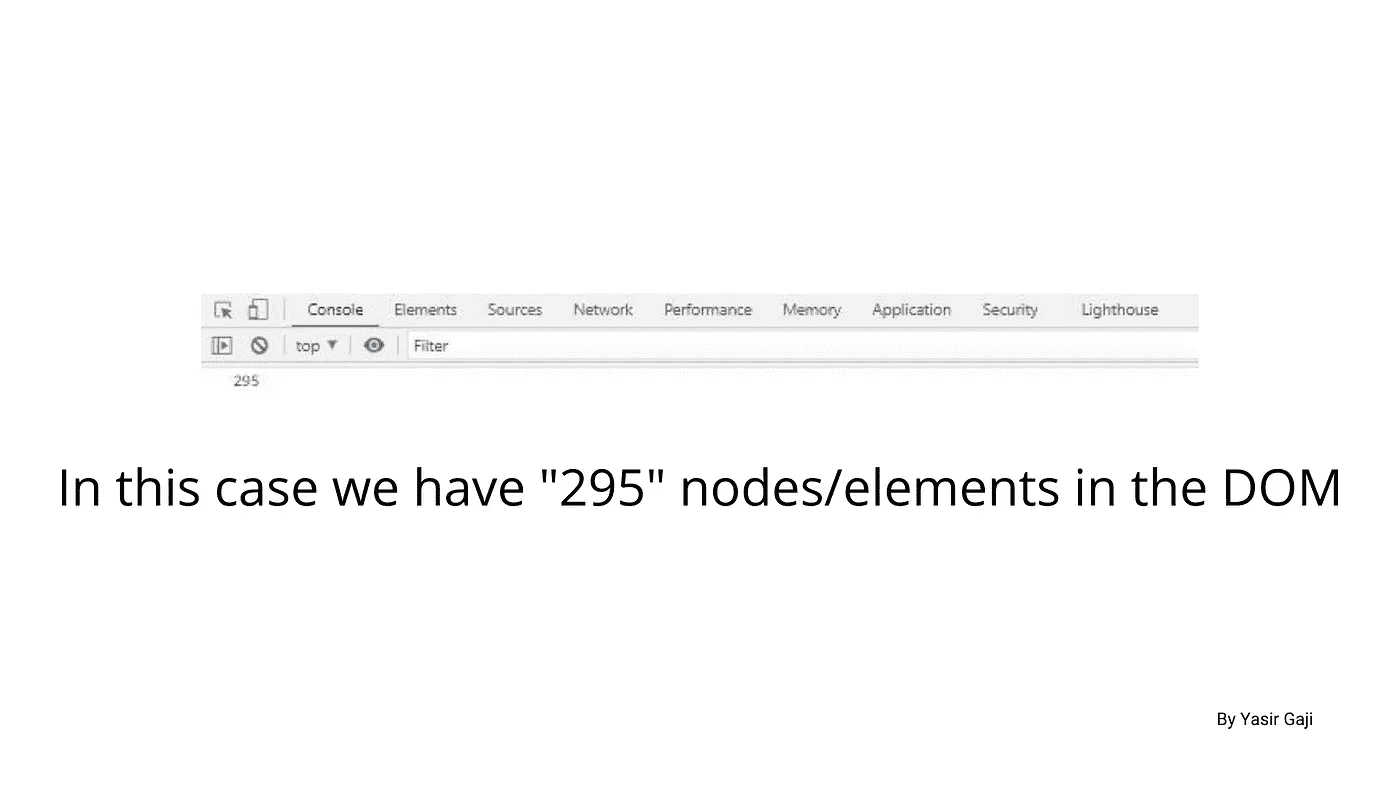 Console Elements Sources Network Performance Memory Application Security Lighthouse
top Filter
295
In this case we have "295" nodes/elements in the DOM
By Yasir Gaji